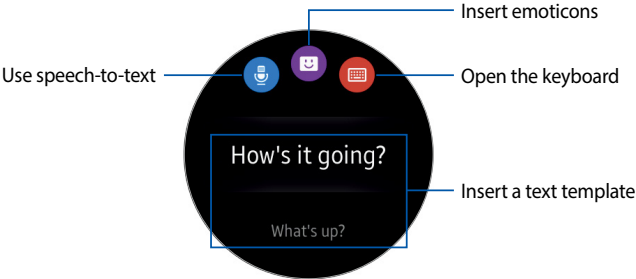 Insert emoticons
Use speech-to-text
Open the keyboard
How's it going?
Insert a text template
What's up?